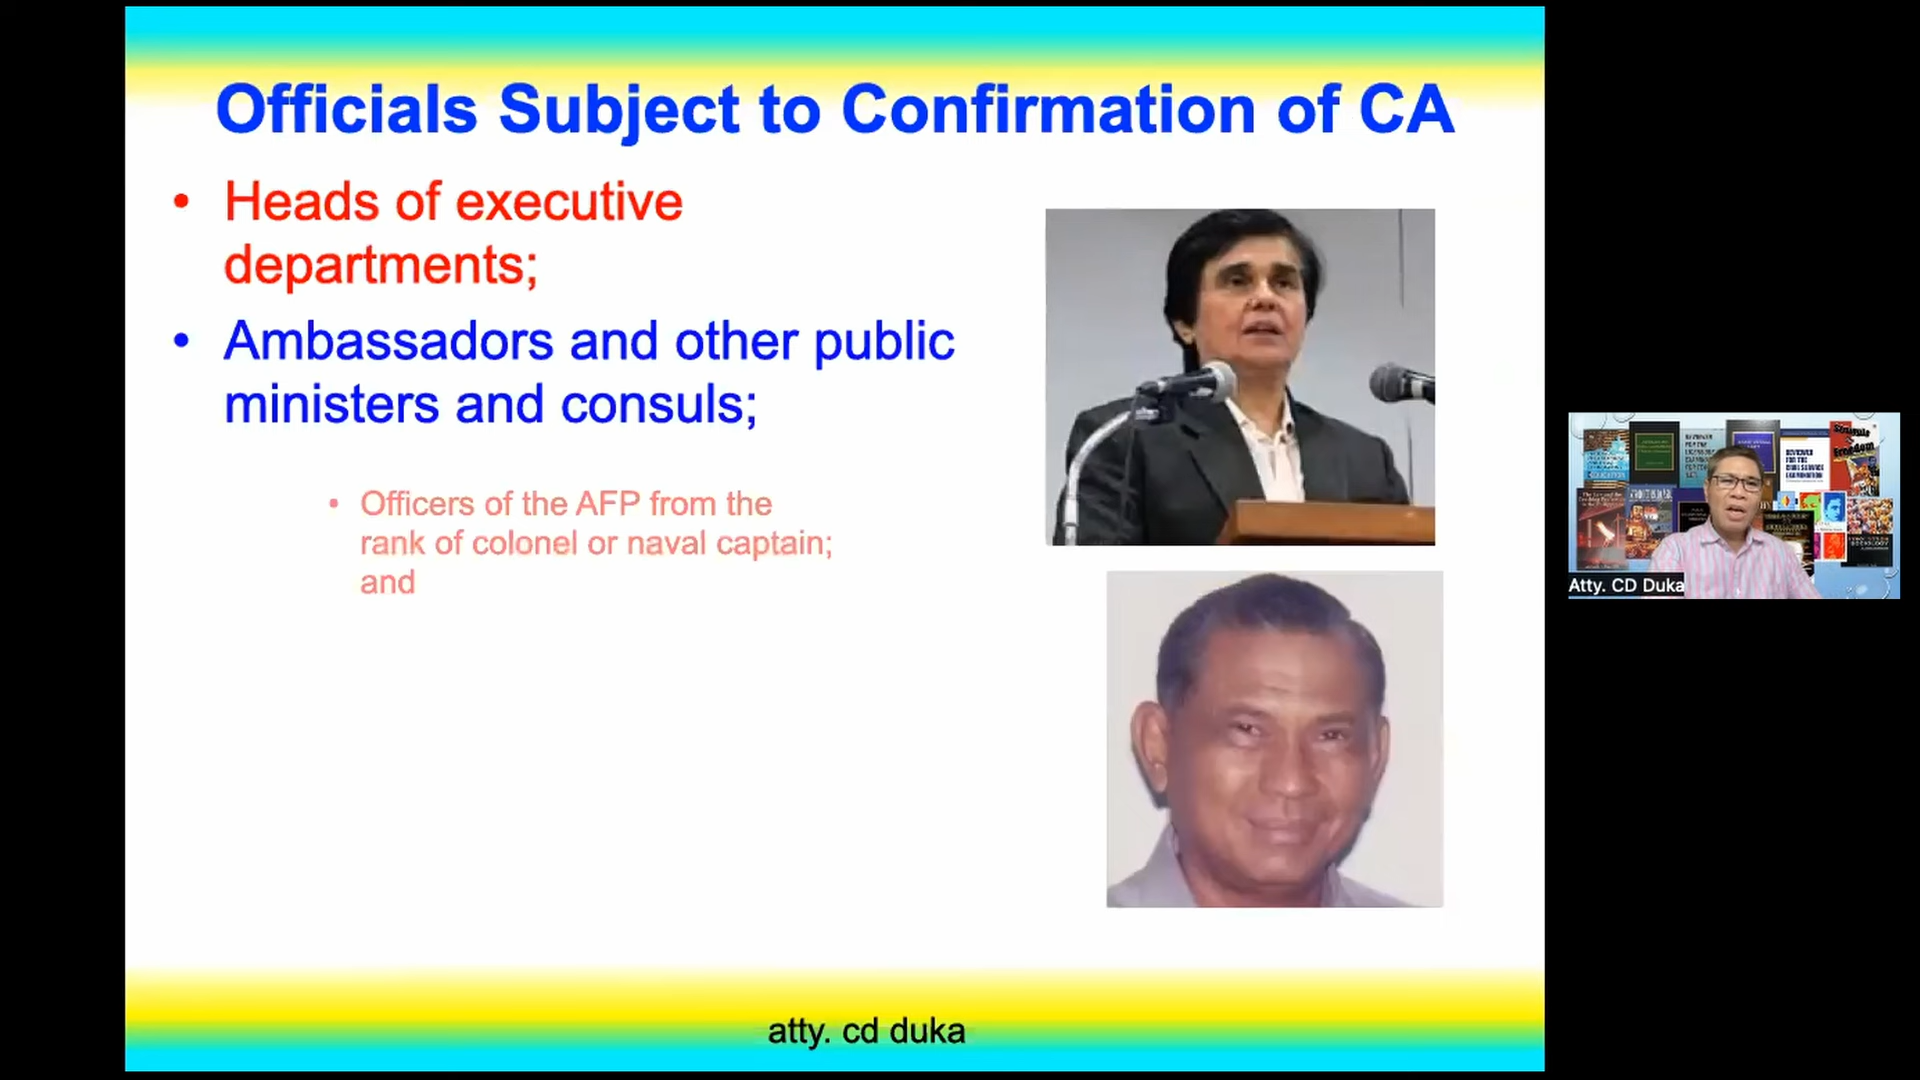 Officials Subject to Confirmation of CA
• Heads of executive
departments;
• Ambassadors and other public
ministers and consuls;
• Officers of the AFP from the
rank of colonel or naval captain;
and
atty. cd duka
Atty. CD Duka